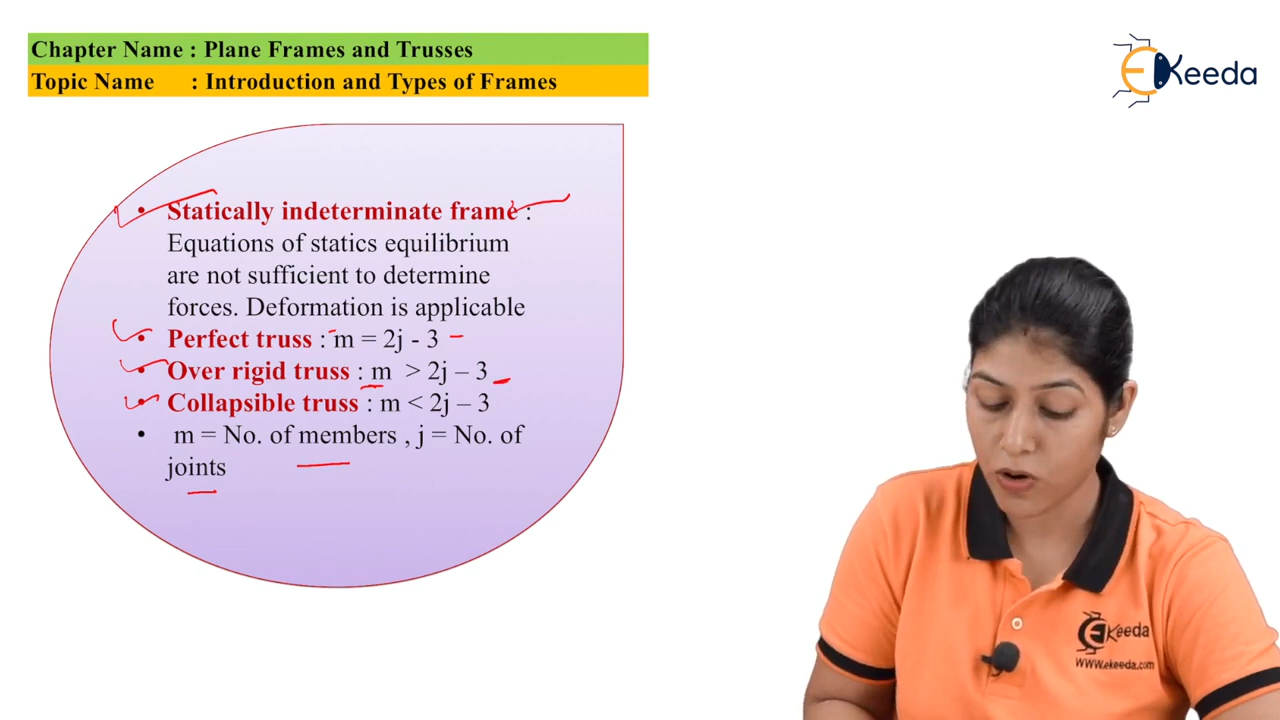 Chapter Name : Plane Frames and Trusses
Topic Name : Introduction and Types of Frames
EKeeda
• Statically indeterminate frame :
Equations of statics equilibrium
are not sufficient to determine
forces. Deformation is applicable
• Perfect truss : m = 2j - 3
• Over rigid truss : m > 2j – 3
• Collapsible truss : m < 2j – 3
• m = No. of members , j = No. of
joints
EKeeda
WWW.ekeeda.com